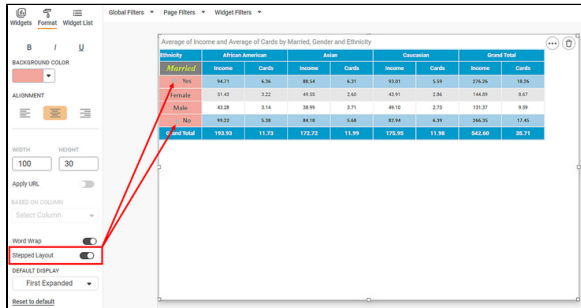 Widgets Format Widget List
Global Filters Page Filters Widget Filters
B I U
BACKGROUND COLOR
ALIGNMENT
WIDTH HEIGHT
100 30
Apply URL
BASED ON COLUMN
Select Column
Word Wrap
Stepped Layout
DEFAULT DISPLAY
First Expanded
Reset to default
Average of Income and Average of Cards by Married, Gender and Ethnicity
Ethnicity African American Asian Caucasian Grand Total
Married Income Cards Income Cards Income Cards Income Cards
Yes 94.71 6.36 88.54 6.31 93.01 5.59 276.26 18.26
Female 51.43 3.22 49.55 2.60 43.91 2.86 144.89 8.67
Male 43.28 3.14 38.99 3.71 49.10 2.73 131.37 9.59
No 99.22 5.38 84.18 5.68 82.94 6.39 266.35 17.45
Grand Total 193.93 11.73 172.72 11.99 175.95 11.98 542.60 35.71